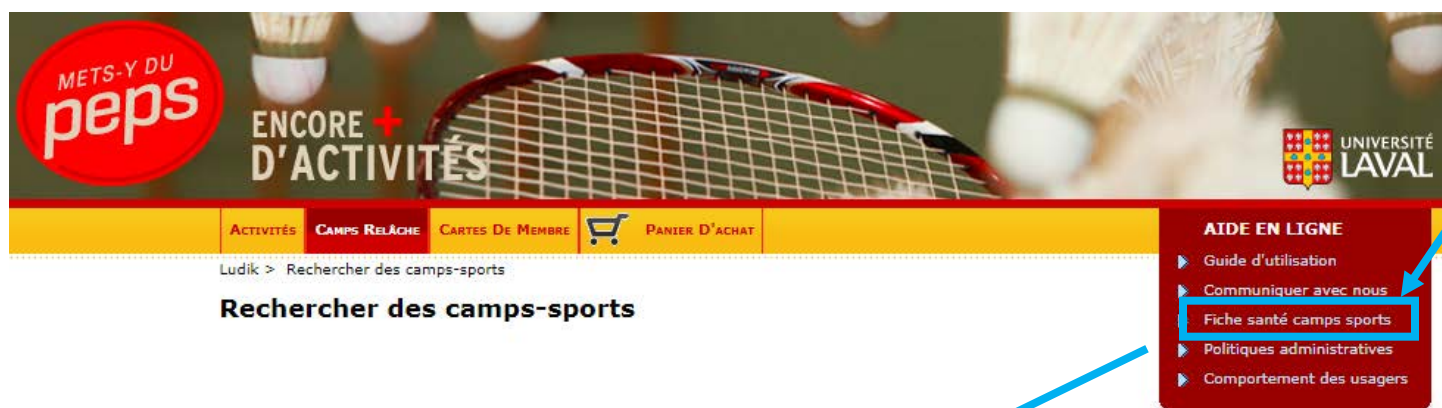 METS-Y DU
peps
ENCORE +
D'ACTIVITÉS
UNIVERSITÉ
LAVAL
ACTIVITÉS CAMPS RELÂCHE CARTES DE MEMBRE PANIER D'ACHAT
Ludik > Rechercher des camps-sports
Rechercher des camps-sports
AIDE EN LIGNE
Guide d'utilisation
Communiquer avec nous
Fiche santé camps sports
Politiques administratives
Comportement des usagers